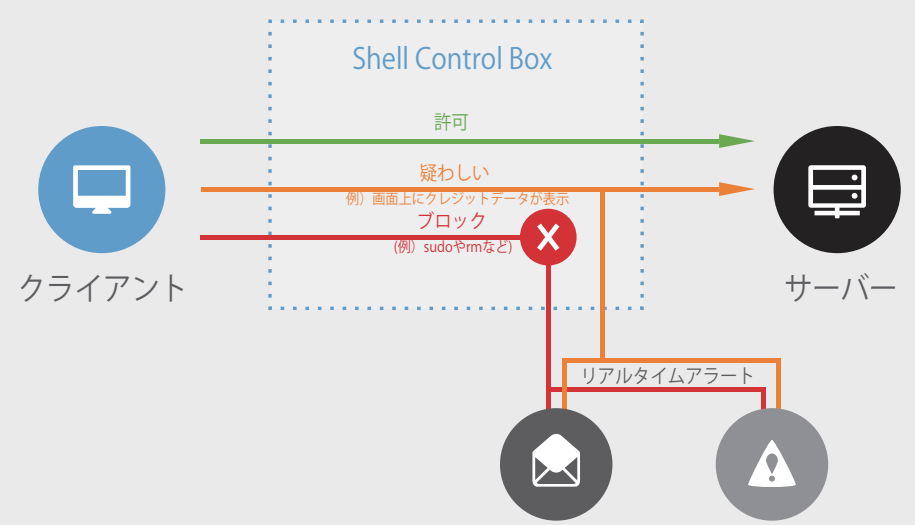 Shell Control Box
許可
疑わしい
例）画面上にクレジットデータが表示
ブロック
(例）sudoやrmなど)
クライアント
サーバー
リアルタイムアラート